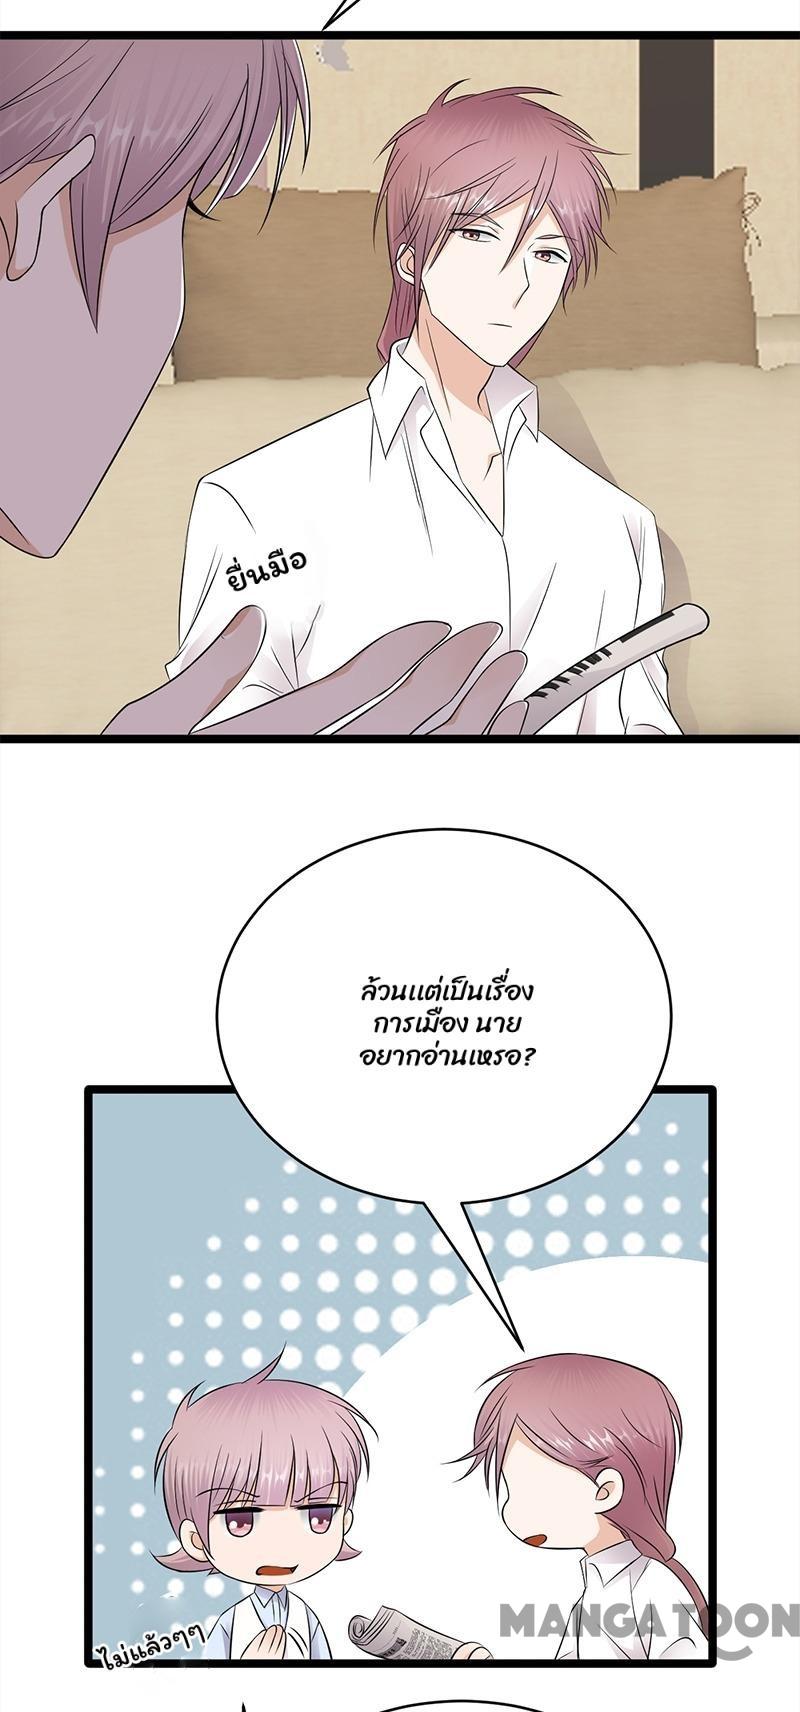 ยื่นมือ
ล้วนแต่เป็นเรื่อง
การเมือง นาย
อยากอ่านเหรอ?
ไม่แล้วๆๆ
MANGATOON